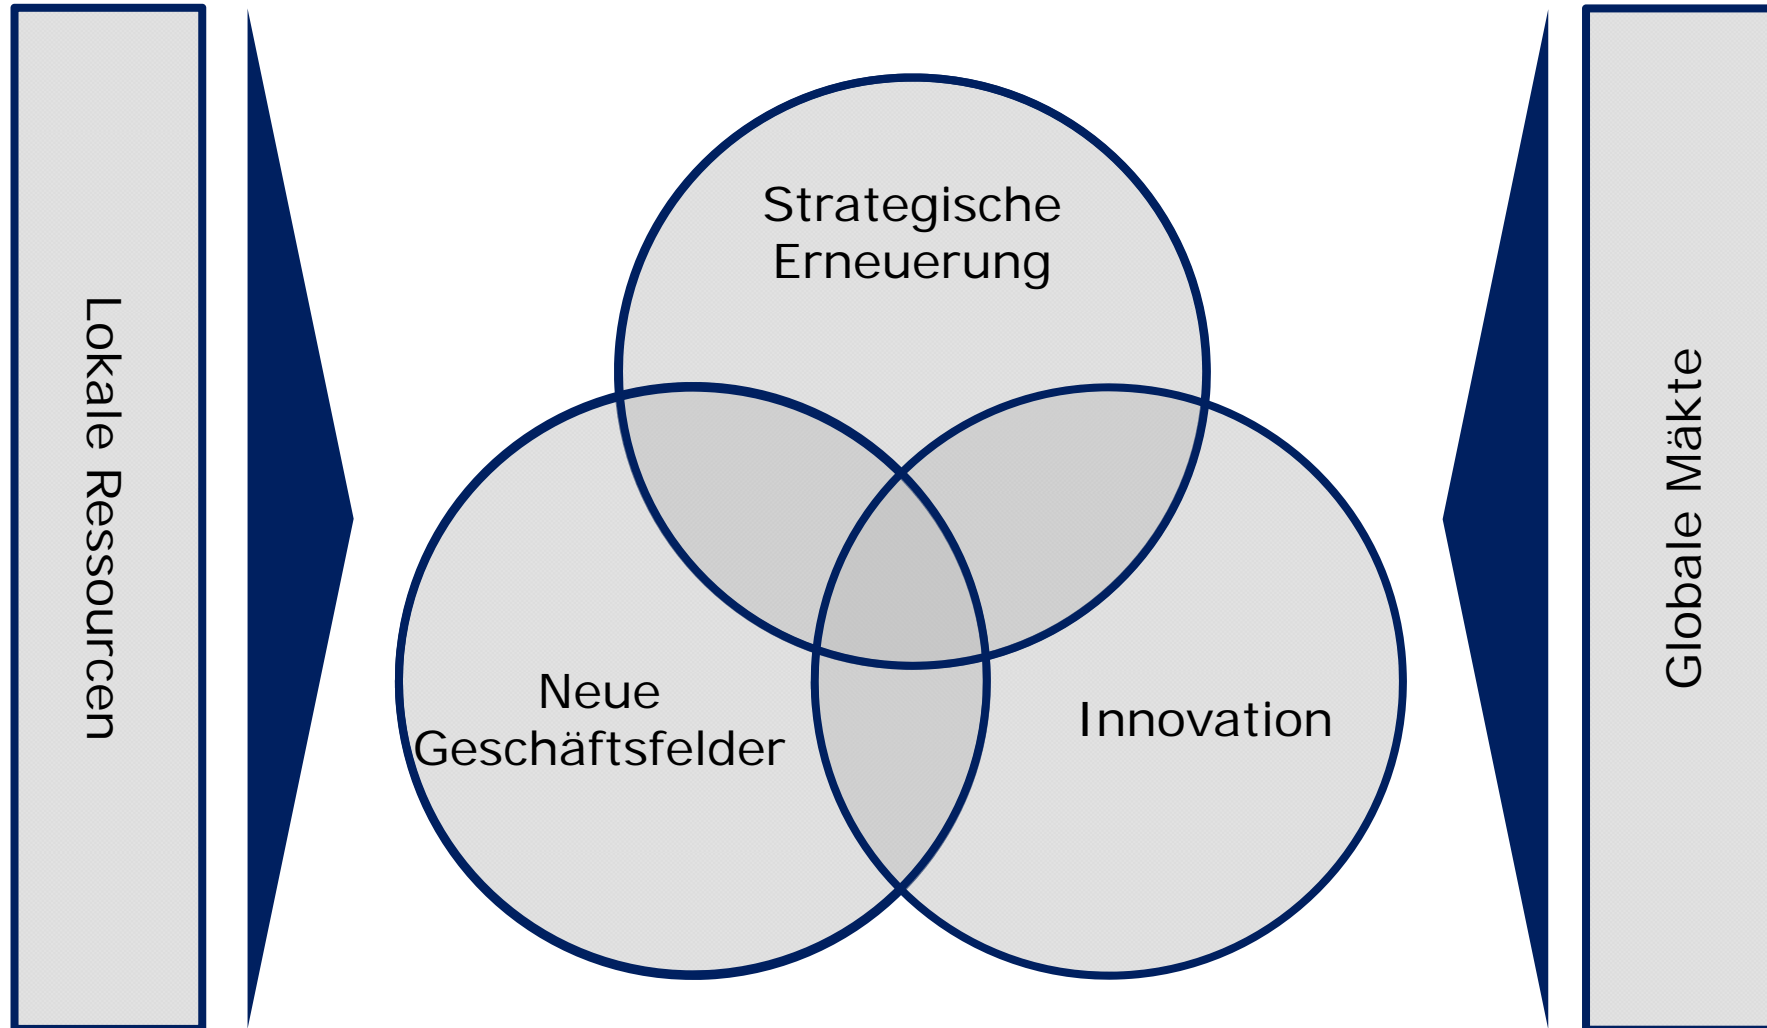 Lokale Ressourcen
Strategische
Erneuerung
Neue
Geschäftsfelder
Innovation
Globale Mäkte